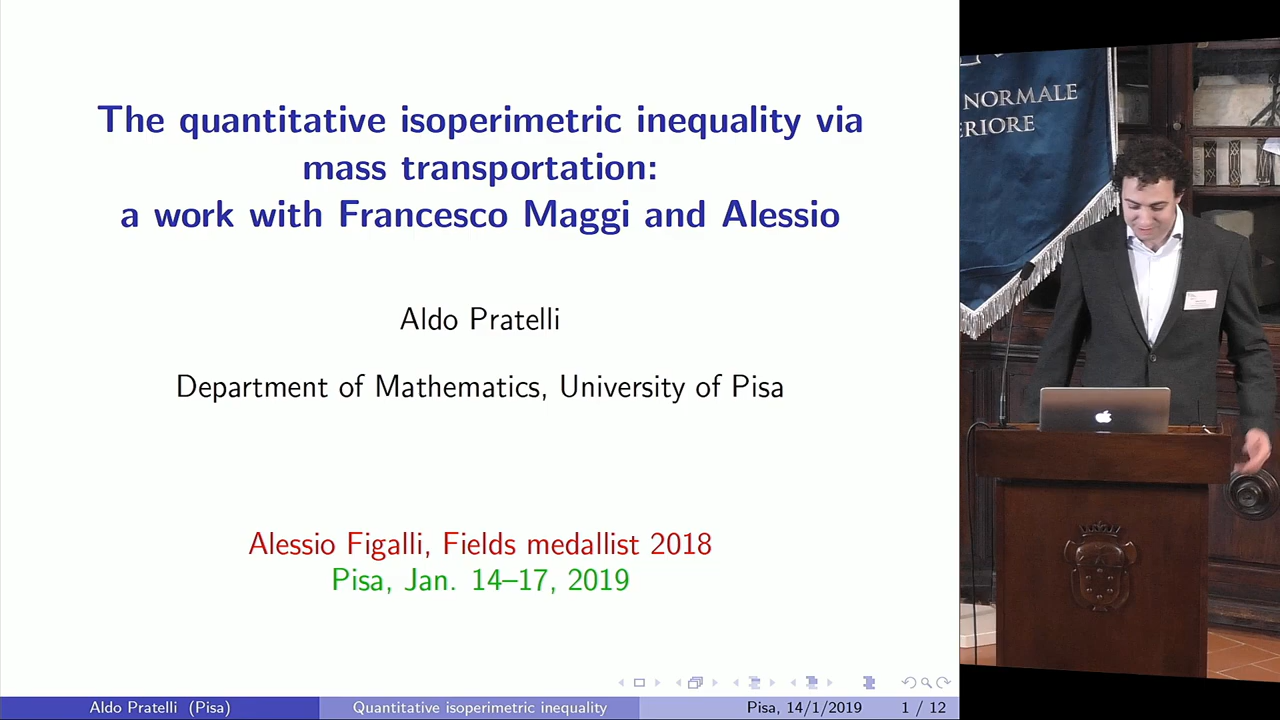 The quantitative isoperimetric inequality via
mass transportation:
a work with Francesco Maggi and Alessio
Aldo Pratelli
Department of Mathematics, University of Pisa
Alessio Figalli, Fields medallist 2018
Pisa, Jan. 14–17, 2019
Aldo Pratelli (Pisa)
Quantitative isoperimetric inequality
Pisa, 14/1/2019
1 / 12
NORMALE
ERIORE